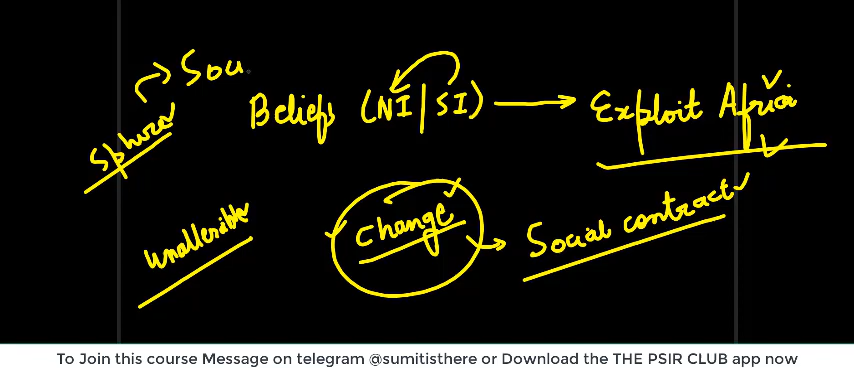 Sou
Beliefs (NI|SI) → Exploit Africa
Sphere
Unalterable
Change → Social contract
To Join this course Message on telegram @sumitisthere or Download the THE PSIR CLUB app now